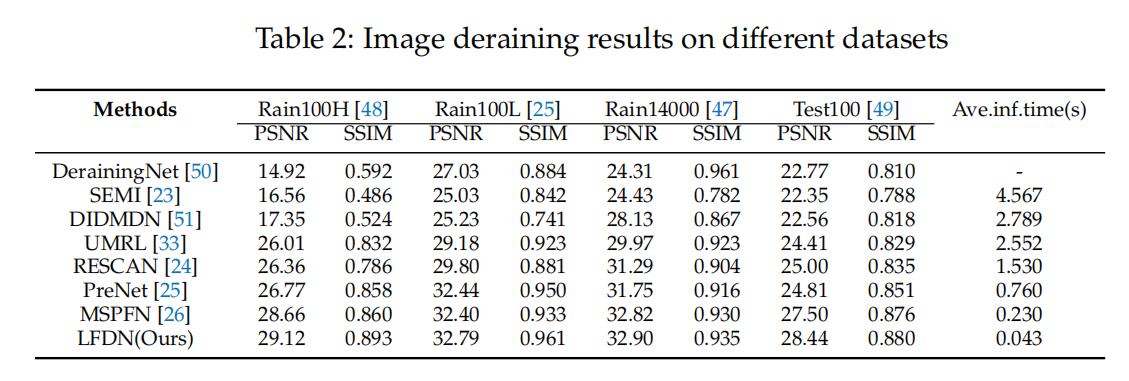 Table 2: Image deraining results on different datasets
Methods Rain100H [48] Rain100L [25] Rain14000 [47] Test100 [49] Ave.inf.time(s)
PSNR SSIM PSNR SSIM PSNR SSIM PSNR SSIM
DerainingNet [50] 14.92 0.592 27.03 0.884 24.31 0.961 22.77 0.810 -
SEMI [23] 16.56 0.486 25.03 0.842 24.43 0.782 22.35 0.788 4.567
DIDMDN [51] 17.35 0.524 25.23 0.741 28.13 0.867 22.56 0.818 2.789
UMRL [33] 26.01 0.832 29.18 0.923 29.97 0.923 24.41 0.829 2.552
RESCAN [24] 26.36 0.786 29.80 0.881 31.29 0.904 25.00 0.835 1.530
PreNet [25] 26.77 0.858 32.44 0.950 31.75 0.916 24.81 0.851 0.760
MSPFN [26] 28.66 0.860 32.40 0.933 32.82 0.930 27.50 0.876 0.230
LFDN(Ours) 29.12 0.893 32.79 0.961 32.90 0.935 28.44 0.880 0.043